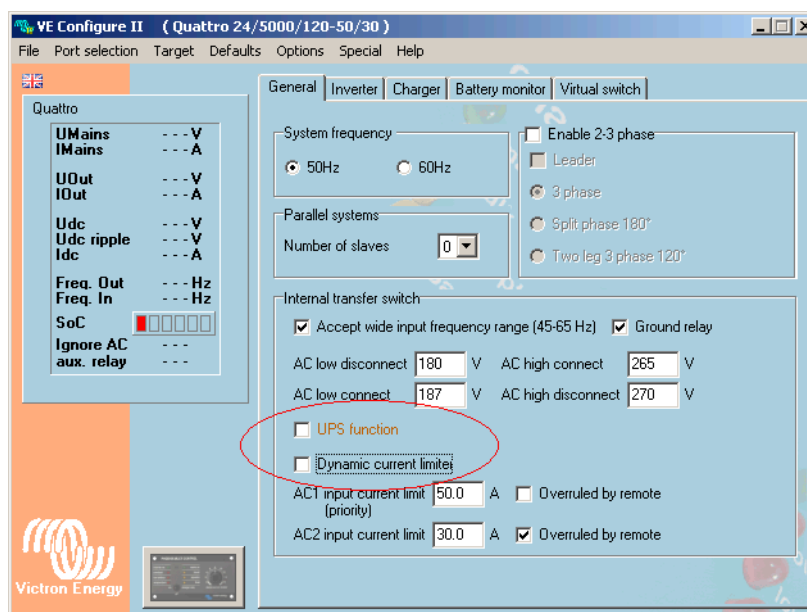 VE Configure II ( Quattro 24/5000/120-50/30 )
File Port selection Target Defaults Options Special Help
General Inverter Charger Battery monitor Virtual switch
Quattro
UMains - - - V
IMains - - - A
UOut - - - V
IOut - - - A
Udc - - - V
Udc ripple - - - V
Idc - - - A
Freq. Out - - - Hz
Freq. In - - - Hz
SoC
Ignore AC - - -
aux. relay - - -
System frequency
50Hz 60Hz
Parallel systems
Number of slaves 0
Enable 2-3 phase
Leader
3 phase
Split phase 180°
Two leg 3 phase 120°
Internal transfer switch
Accept wide input frequency range (45-65 Hz) Ground relay
AC low disconnect 180 V AC high connect 265 V
AC low connect 187 V AC high disconnect 270 V
UPS function
Dynamic current limiter
AC1 input current limit 50.0 A Overruled by remote
(priority)
AC2 input current limit 30.0 A Overruled by remote
Victron Energy